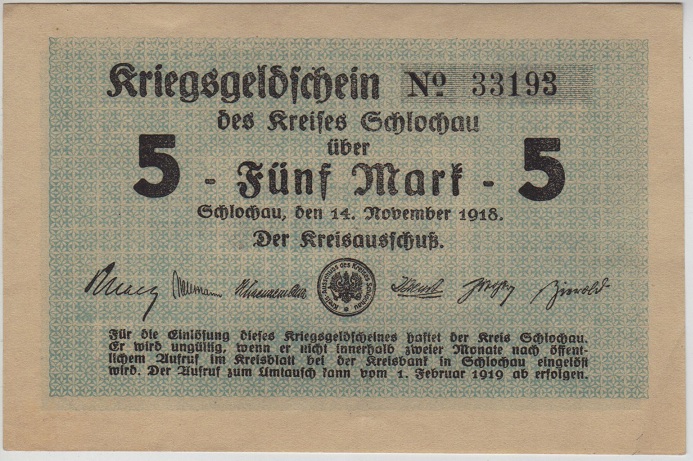 Kriegsgeldschein No 33193
des Kreises Schlochau
über
5 - Fünf Mark - 5
Schlochau, den 14. November 1918.
Der Kreisausschuß.
Für die Einlösung dieses Kriegsgeldscheines haftet der Kreis Schlochau.
Er wird ungültig, wenn er nicht innerhalb zweier Monate nach öffent-
lichem Aufruf im Kreisblatt bei der Kreisbank in Schlochau eingelöst
wird. Der Aufruf zum Umtausch kann vom 1. Februar 1919 ab erfolgen.